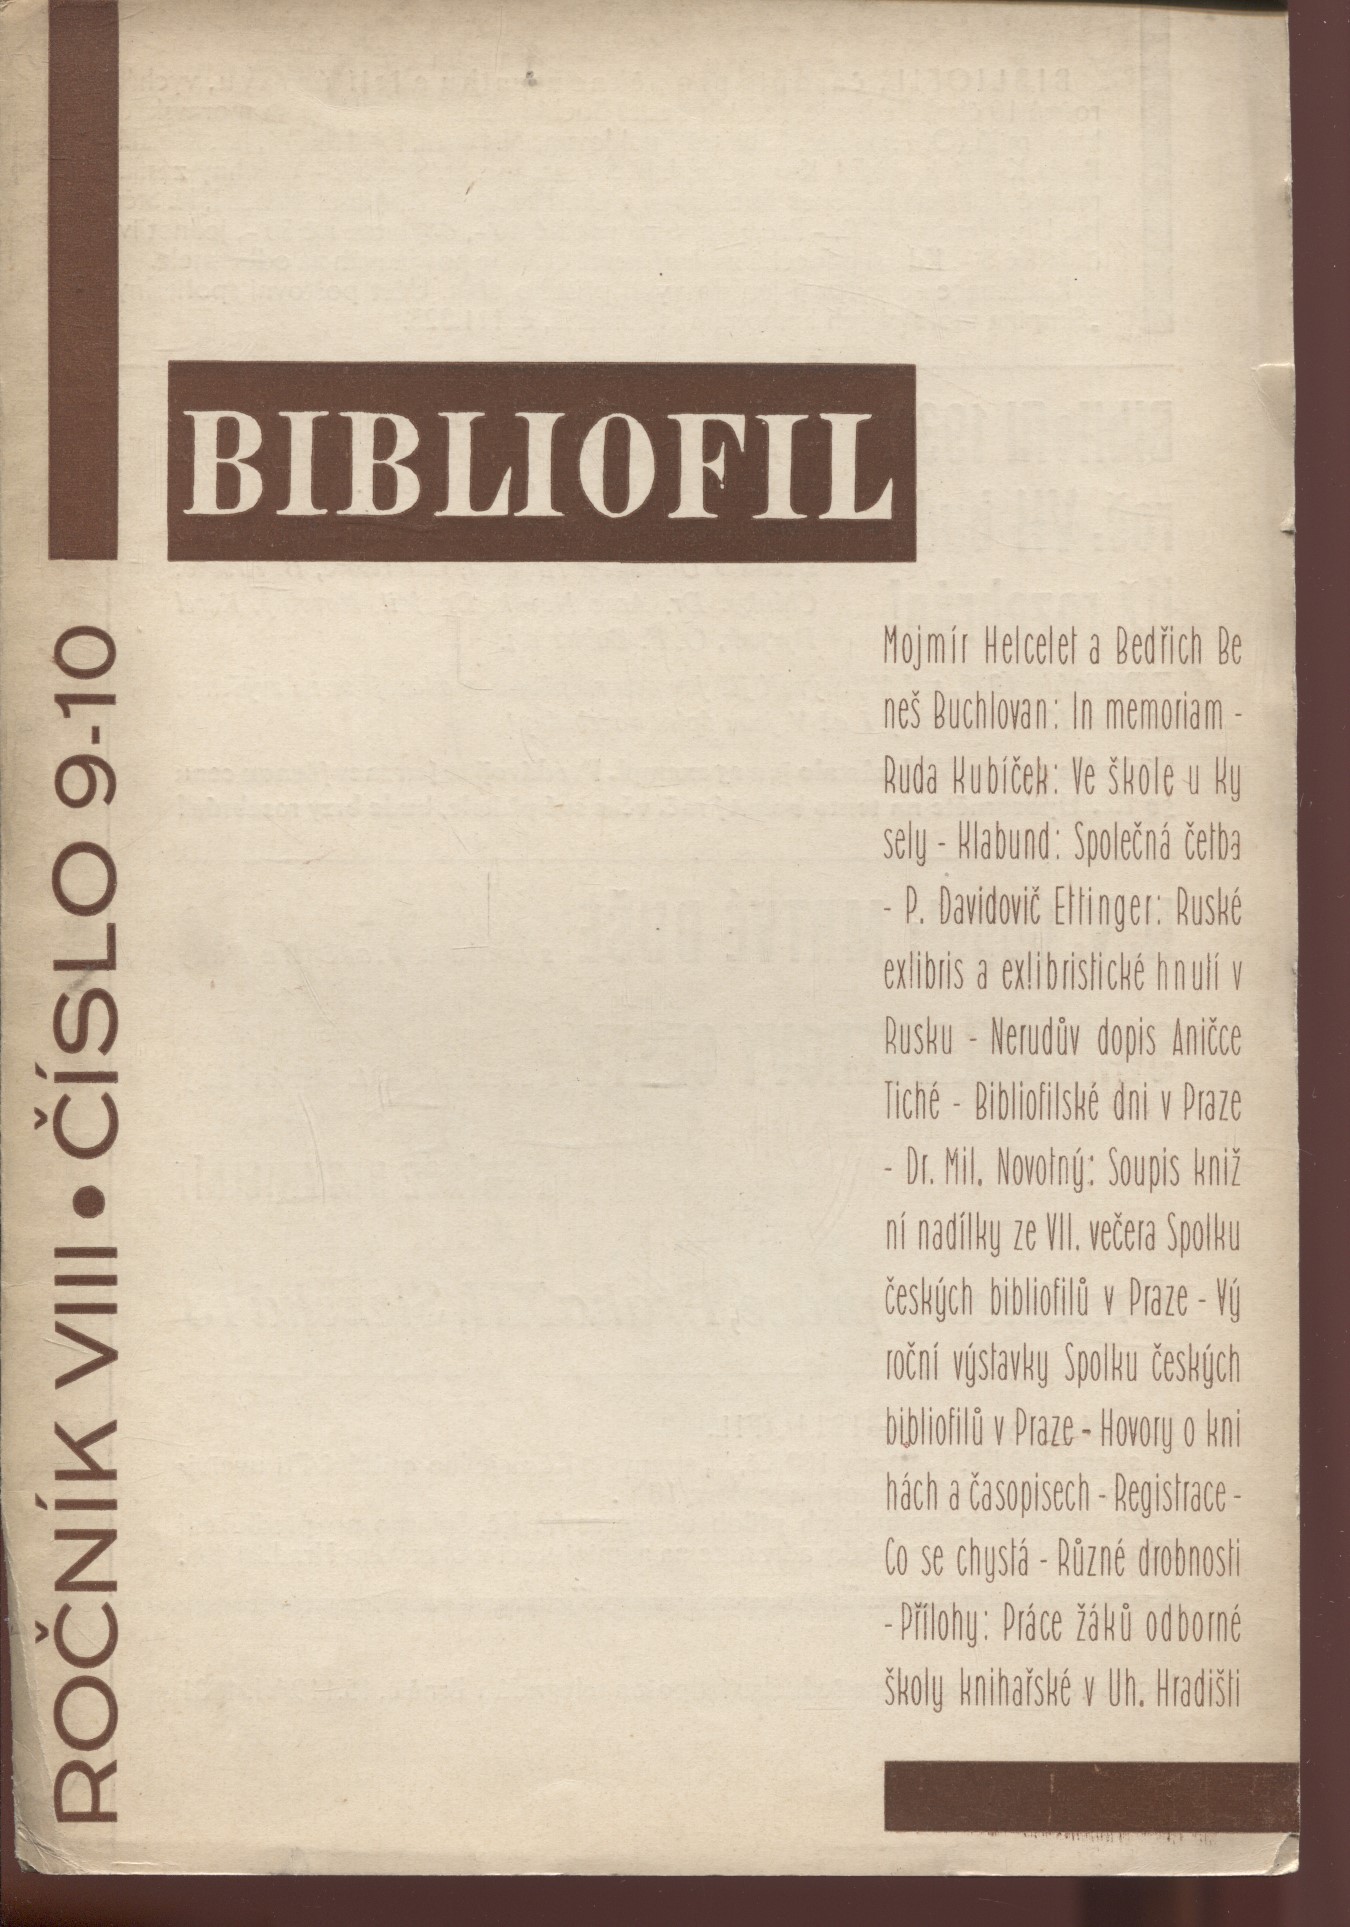 BIBLIOFIL
ROČNÍK VIII • ČÍSLO 9-10
Mojmír Helcelet a Bedřich Be
neš Buchlovan: In memoriam -
Ruda Kubíček: Ve škole u Ky
sely - Klabund: Společná četba
- P. Davidovič Ettinger: Ruské
exlibris a exlibristické hnutí v
Rusku - Nerudův dopis Aničce
Tiché - Bibliofilské dni v Praze
- Dr. Mil. Novotný: Soupis kniž
ní nadílky ze VII. večera Spolku
českých bibliofilů v Praze - Vý
roční výstavky Spolku českých
bibliofilů v Praze - Hovory o kni
hách a časopisech - Registrace -
Co se chystá - Různé drobnosti
- Přílohy: Práce žáků odborné
školy knihařské v Uh. Hradišti